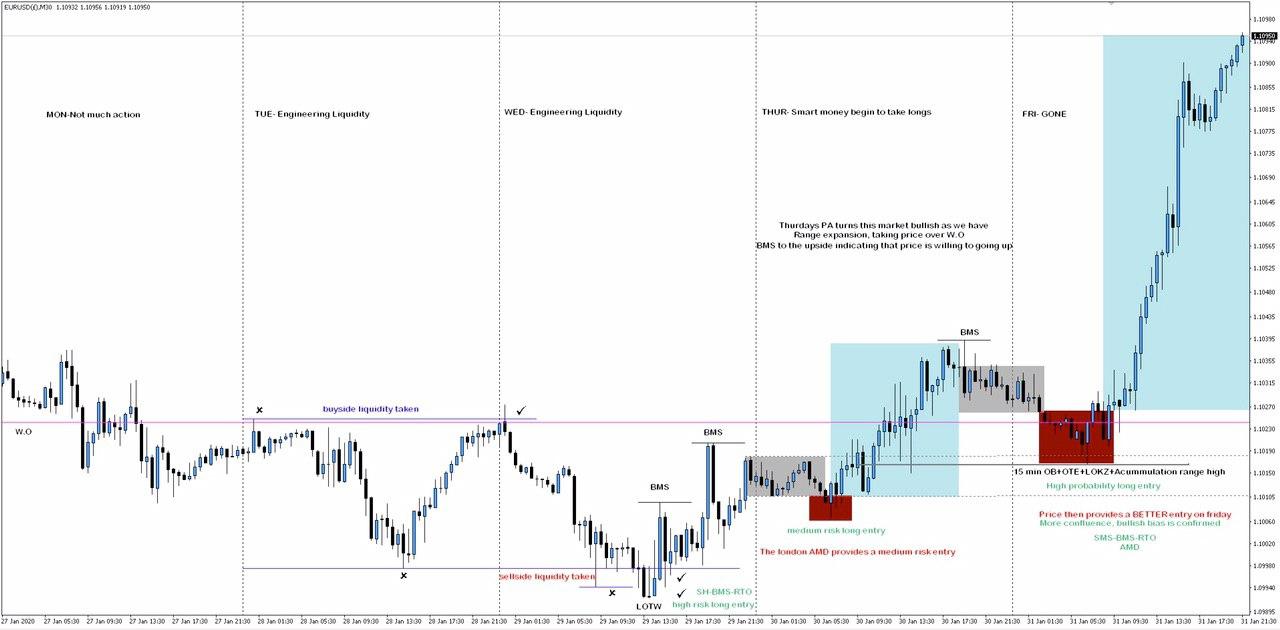 EURUSD(i),M30 1.10932 1.10956 1.10919 1.10950
MON-Not much action
TUE- Engineering Liquidity
WED- Engineering Liquidity
THUR- Smart money begin to take longs
FRI- GONE
Thurdays PA turns this market bullish as we have
Range expansion, taking price over W.O
BMS to the upside indicating that price is willing to going up
BMS
x
buyside liquidity taken
✓
W.O
BMS
BMS
15 min OB+OTE+LOKZ+Acummulation range high
High probability long entry
Price then provides a BETTER entry on friday
More confluence, bullish bias is confirmed
SMS-BMS-RTO
AMD
medium risk long entry
The london AMD provides a medium risk entry
x
sellside liquidity taken
✓
x
✓
SH-BMS-RTO
LOTW
high risk long entry
1.10980
1.10950
1.10940
1.10900
1.10855
1.10815
1.10775
1.10735
1.10690
1.10645
1.10605
1.10565
1.10520
1.10480
1.10435
1.10395
1.10355
1.10315
1.10270
1.10230
1.10190
1.10150
1.10105
1.10060
1.10020
1.09980
1.09940
1.09895
27 Jan 2020
27 Jan 05:30
27 Jan 09:30
27 Jan 13:30
27 Jan 17:30
27 Jan 21:30
28 Jan 01:30
28 Jan 05:30
28 Jan 09:30
28 Jan 13:30
28 Jan 17:30
28 Jan 21:30
29 Jan 01:30
29 Jan 05:30
29 Jan 09:30
29 Jan 13:30
29 Jan 17:30
29 Jan 21:30
30 Jan 01:30
30 Jan 05:30
30 Jan 09:30
30 Jan 13:30
30 Jan 17:30
30 Jan 21:30
31 Jan 01:30
31 Jan 05:30
31 Jan 09:30
31 Jan 13:30
31 Jan 17:30
31 Jan 21:30